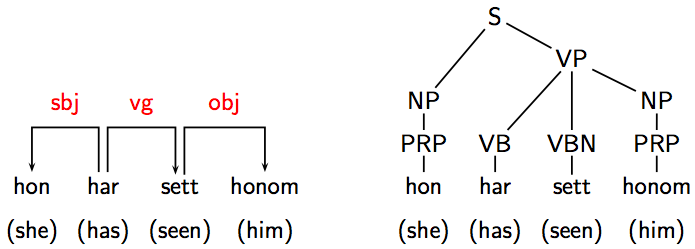 sbj vg obj
hon har sett honom
(she) (has) (seen) (him)
S
VP
NP NP
PRP VB VBN PRP
hon har sett honom
(she) (has) (seen) (him)